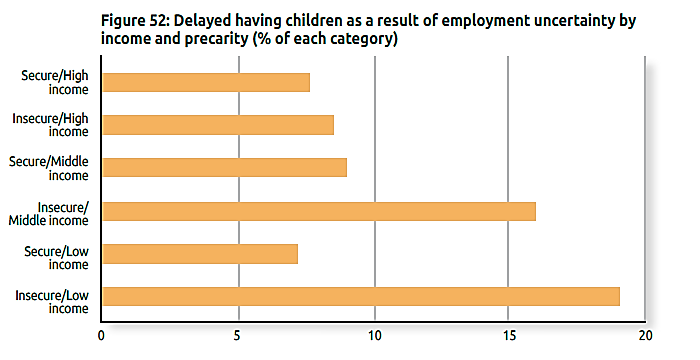 Figure 52: Delayed having children as a result of employment uncertainty by
income and precarity (% of each category)
Secure/High
income
Insecure/High
income
Secure/Middle
income
Insecure/
Middle income
Secure/Low
income
Insecure/Low
income
0 5 10 15 20